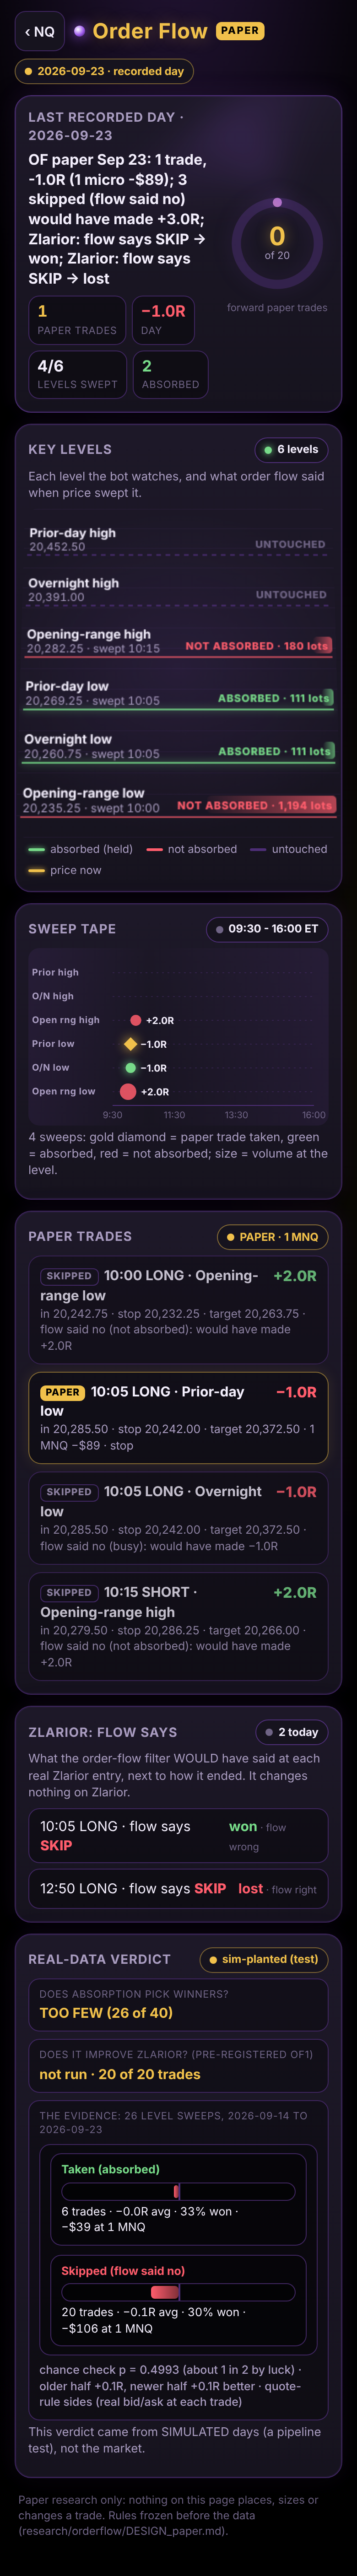 ‹ NQ
Order Flow
PAPER
2026-09-23 · recorded day
LAST RECORDED DAY ·
2026-09-23
OF paper Sep 23: 1 trade,
-1.0R (1 micro -$89); 3
skipped (flow said no)
would have made +3.0R;
Zlarior: flow says SKIP →
won; Zlarior: flow says
SKIP → lost
0
of 20
forward paper trades
1
PAPER TRADES
−1.0R
DAY
4/6
LEVELS SWEPT
2
ABSORBED
KEY LEVELS
6 levels
Each level the bot watches, and what order flow said
when price swept it.
Prior-day high
20,452.50
UNTOUCHED
Overnight high
20,391.00
UNTOUCHED
Opening-range high
20,282.25 · swept 10:15
NOT ABSORBED · 180 lots
Prior-day low
20,269.25 · swept 10:05
ABSORBED · 111 lots
Overnight low
20,260.75 · swept 10:05
ABSORBED · 111 lots
Opening-range low
20,235.25 · swept 10:00
NOT ABSORBED · 1,194 lots
absorbed (held)
not absorbed
untouched
price now
SWEEP TAPE
09:30 - 16:00 ET
Prior high
O/N high
Open rng high
+2.0R
Prior low
−1.0R
O/N low
−1.0R
Open rng low
+2.0R
9:30
11:30
13:30
16:00
4 sweeps: gold diamond = paper trade taken, green
= absorbed, red = not absorbed; size = volume at the
level.
PAPER TRADES
PAPER · 1 MNQ
SKIPPED 10:00 LONG · Opening-
range low
+2.0R
in 20,242.75 · stop 20,232.25 · target 20,263.75 ·
flow said no (not absorbed): would have made
+2.0R
PAPER 10:05 LONG · Prior-day
low
−1.0R
in 20,285.50 · stop 20,242.00 · target 20,372.50 · 1
MNQ −$89 · stop
SKIPPED 10:05 LONG · Overnight
low
−1.0R
in 20,285.50 · stop 20,242.00 · target 20,372.50 ·
flow said no (busy): would have made −1.0R
SKIPPED 10:15 SHORT ·
Opening-range high
+2.0R
in 20,279.50 · stop 20,286.25 · target 20,266.00 ·
flow said no (not absorbed): would have made
+2.0R
ZLARIOR: FLOW SAYS
2 today
What the order-flow filter WOULD have said at each
real Zlarior entry, next to how it ended. It changes
nothing on Zlarior.
10:05 LONG · flow says
SKIP
won · flow
wrong
12:50 LONG · flow says SKIP
lost · flow right
REAL-DATA VERDICT
sim-planted (test)
DOES ABSORPTION PICK WINNERS?
TOO FEW (26 of 40)
DOES IT IMPROVE ZLARIOR? (PRE-REGISTERED OF1)
not run · 20 of 20 trades
THE EVIDENCE: 26 LEVEL SWEEPS, 2026-09-14 TO
2026-09-23
Taken (absorbed)
6 trades · −0.0R avg · 33% won ·
−$39 at 1 MNQ
Skipped (flow said no)
20 trades · −0.1R avg · 30% won ·
−$106 at 1 MNQ
chance check p = 0.4993 (about 1 in 2 by luck) ·
older half +0.1R, newer half +0.1R better · quote-
rule sides (real bid/ask at each trade)
This verdict came from SIMULATED days (a pipeline
test), not the market.
Paper research only: nothing on this page places, sizes or
changes a trade. Rules frozen before the data
(research/orderflow/DESIGN_paper.md).